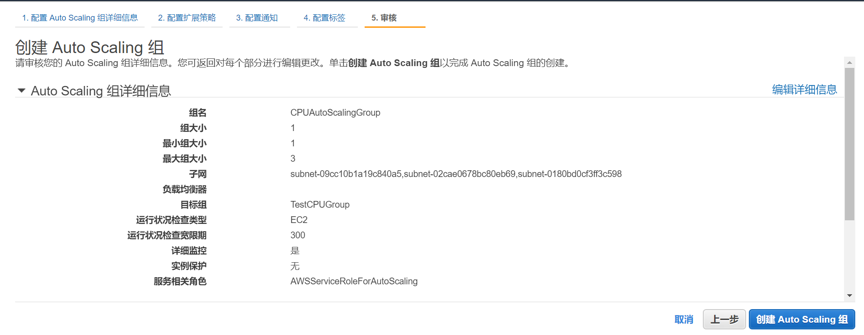 1. 配置 Auto Scaling 组详细信息 2. 配置扩展策略 3. 配置通知 4. 配置标签 5. 审核
创建 Auto Scaling 组
请审核您的 Auto Scaling 组详细信息。您可返回对每个部分进行编辑更改。单击创建 Auto Scaling 组以完成 Auto Scaling 组的创建。
Auto Scaling 组详细信息 编辑详细信息
组名 CPUAutoScalingGroup
组大小 1
最小组大小 1
最大组大小 3
子网 subnet-09cc10b1a19c840a5,subnet-02cae0678bc80eb69,subnet-0180bd0cf3ff3c598
负载均衡器
目标组 TestCPUGroup
运行状况检查类型 EC2
运行状况检查宽限期 300
详细监控 是
实例保护 无
服务相关角色 AWSServiceRoleForAutoScaling
取消 上一步 创建 Auto Scaling 组